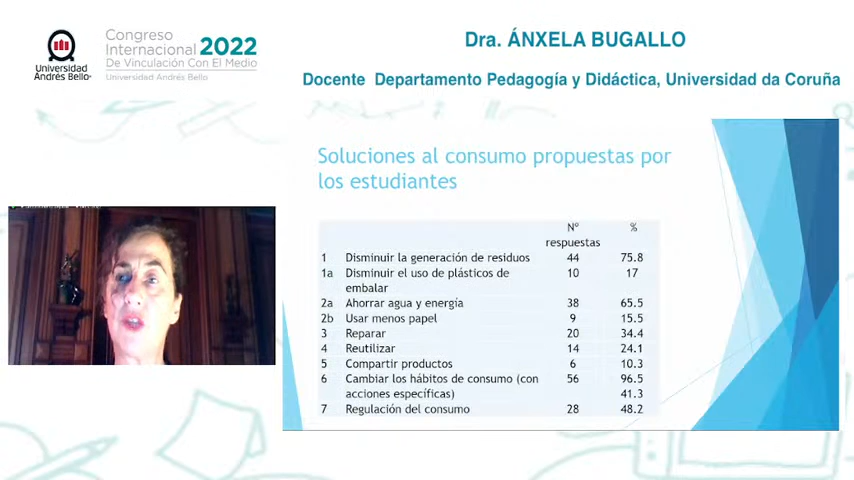 Universidad
Andrés Bello
Congreso
Internacional 2022
De Vinculación Con El Medio
Universidad Andrés Bello
Dra. ÁNXELA BUGALLO
Docente Departamento Pedagogía y Didáctica, Universidad da Coruña
Soluciones al consumo propuestas por
los estudiantes
Nº
respuestas %
1 Disminuir la generación de residuos 44 75.8
1a Disminuir el uso de plásticos de
embalar 10 17
2a Ahorrar agua y energía 38 65.5
2b Usar menos papel 9 15.5
3 Reparar 20 34.4
4 Reutilizar 14 24.1
5 Compartir productos 6 10.3
6 Cambiar los hábitos de consumo (con 56 96.5
acciones específicas) 41.3
7 Regulación del consumo 28 48.2